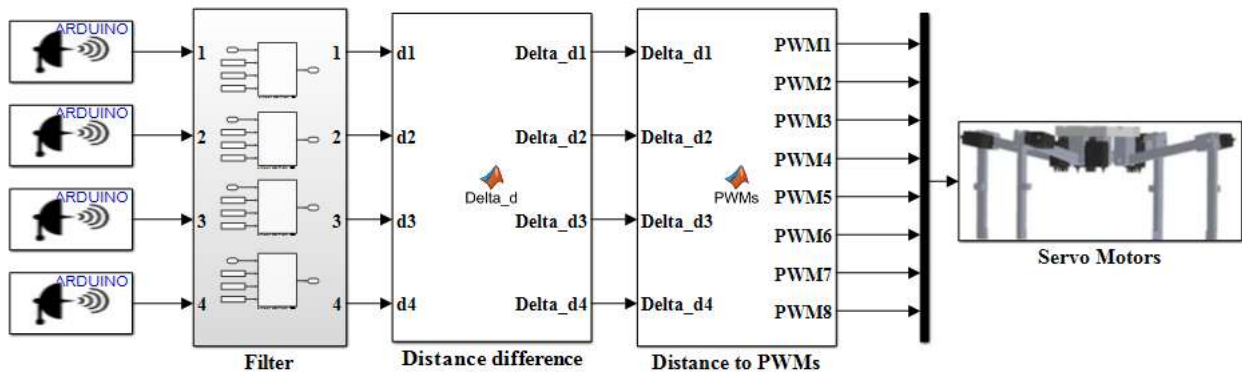 ARDUINO
ARDUINO
ARDUINO
ARDUINO
1
2
3
4
1
2
3
4
Filter
d1
d2
d3
d4
Delta_d
Delta_d1
Delta_d2
Delta_d3
Delta_d4
Distance difference
Delta_d1
Delta_d2
Delta_d3
Delta_d4
PWMs
PWM1
PWM2
PWM3
PWM4
PWM5
PWM6
PWM7
PWM8
Distance to PWMs
Servo Motors